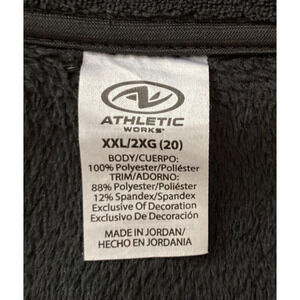 ATHLETIC
WORKS®
XXL/2XG (20)
BODY/CUERPO:
100% Polyester/Poliéster
TRIM/ADORNO:
88% Polyester/Poliéster
12% Spandex/Spandex
Exclusive Of Decoration
Exclusivo De Decoración
MADE IN JORDAN/
HECHO EN JORDANIA